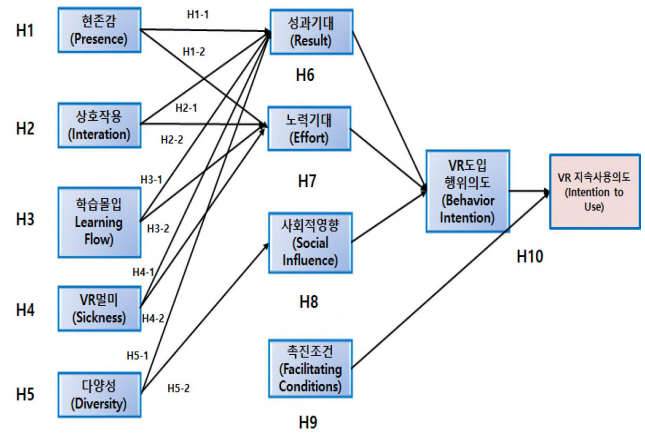 H1
현존감
(Presence)
H1-1
H1-2
성과기대
(Result)
H6
H2
상호작용
(Interation)
H2-1
H2-2
노력기대
(Effort)
H7
H3
학습몰입
Learning
Flow)
H3-1
H3-2
VR도입
행위의도
(Behavior
Intention)
VR 지속사용의도
(Intention to
Use)
사회적영향
(Social
Influence)
H8
H10
H4
VR멀미
(Sickness)
H4-1
H4-2
H5
다양성
(Diversity)
H5-1
H5-2
촉진조건
(Facilitating
Conditions)
H9